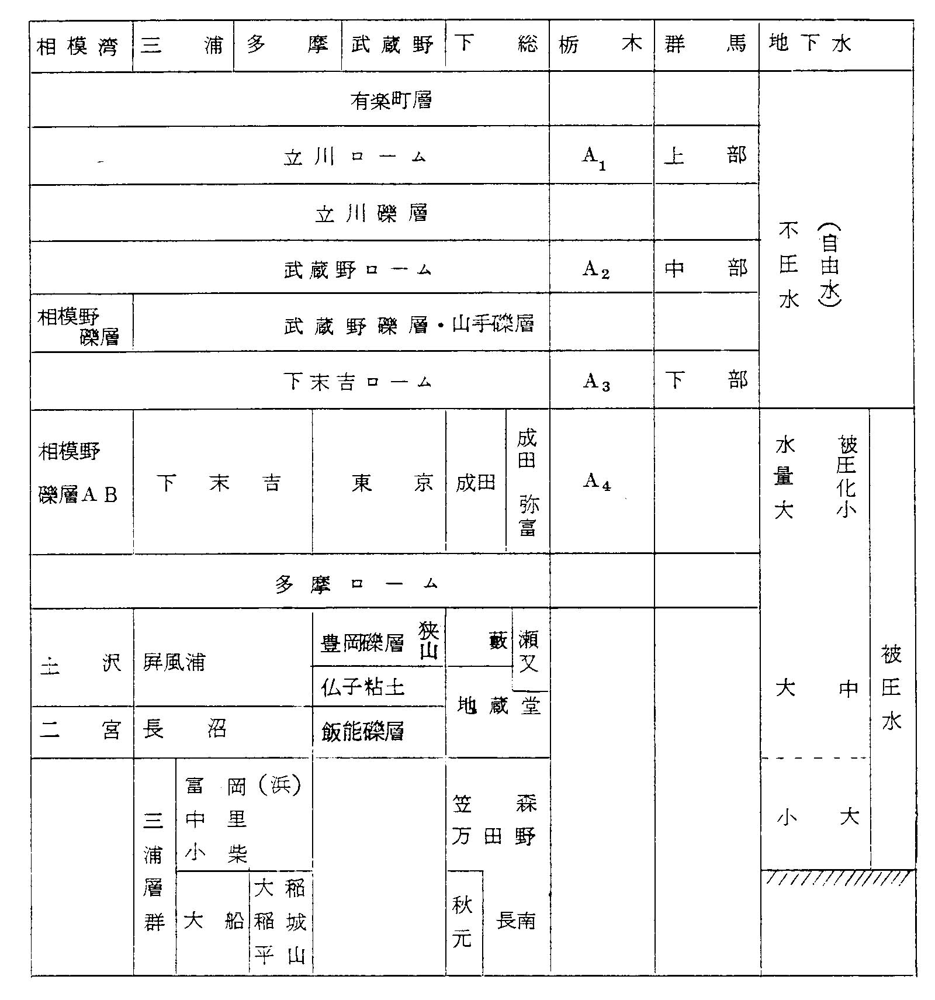 相模湾 三浦 多摩 武蔵野 下総 栃木 群馬 地下水
有楽町層
立川ローム A1 上部
立川礫層
武蔵野ローム A2 中部
相模野
礫層
武蔵野礫層・山手礫層
下末吉ローム A3 下部
不圧水
(自由水)
相模野
礫層AB
下末吉 東京 成田
成田
弥富
A4
水量大
被圧化小
多摩ローム
土沢 屛風浦 豊岡礫層
狭山
藪
瀬又
仏子粘土
地蔵堂
大 中
被圧水
二宮 長沼 飯能礫層
三浦層群
富岡(浜)
中里
小柴
笠森
万田野
小 大
大船
大稲
稲城
平山
秋元
長南